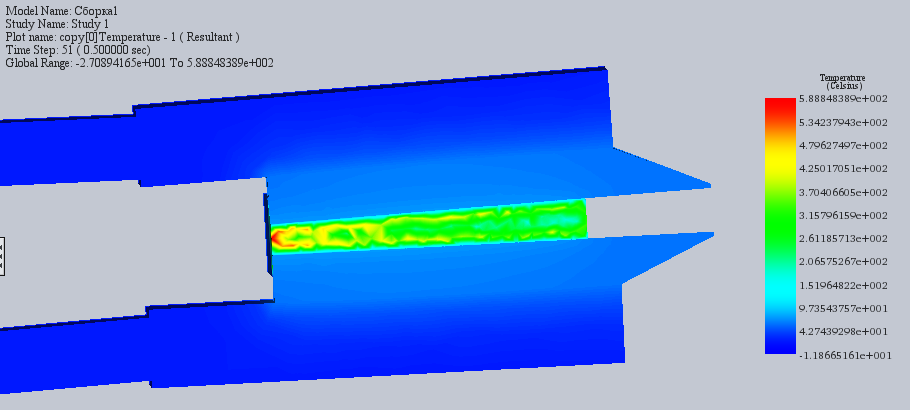 Model Name: Сборка1
Study Name: Study 1
Plot name: copy[0]Temperature - 1 ( Resultant )
Time Step: 51 ( 0.500000 sec)
Global Range: -2.70894165e+001 To 5.88848389e+002
Temperature
(Celsius)
5.88848389e+002
5.34237943e+002
4.79627497e+002
4.25017051e+002
3.70406605e+002
3.15796159e+002
2.61185713e+002
2.06575267e+002
1.51964822e+002
9.73543757e+001
4.27439298e+001
-1.18665161e+001